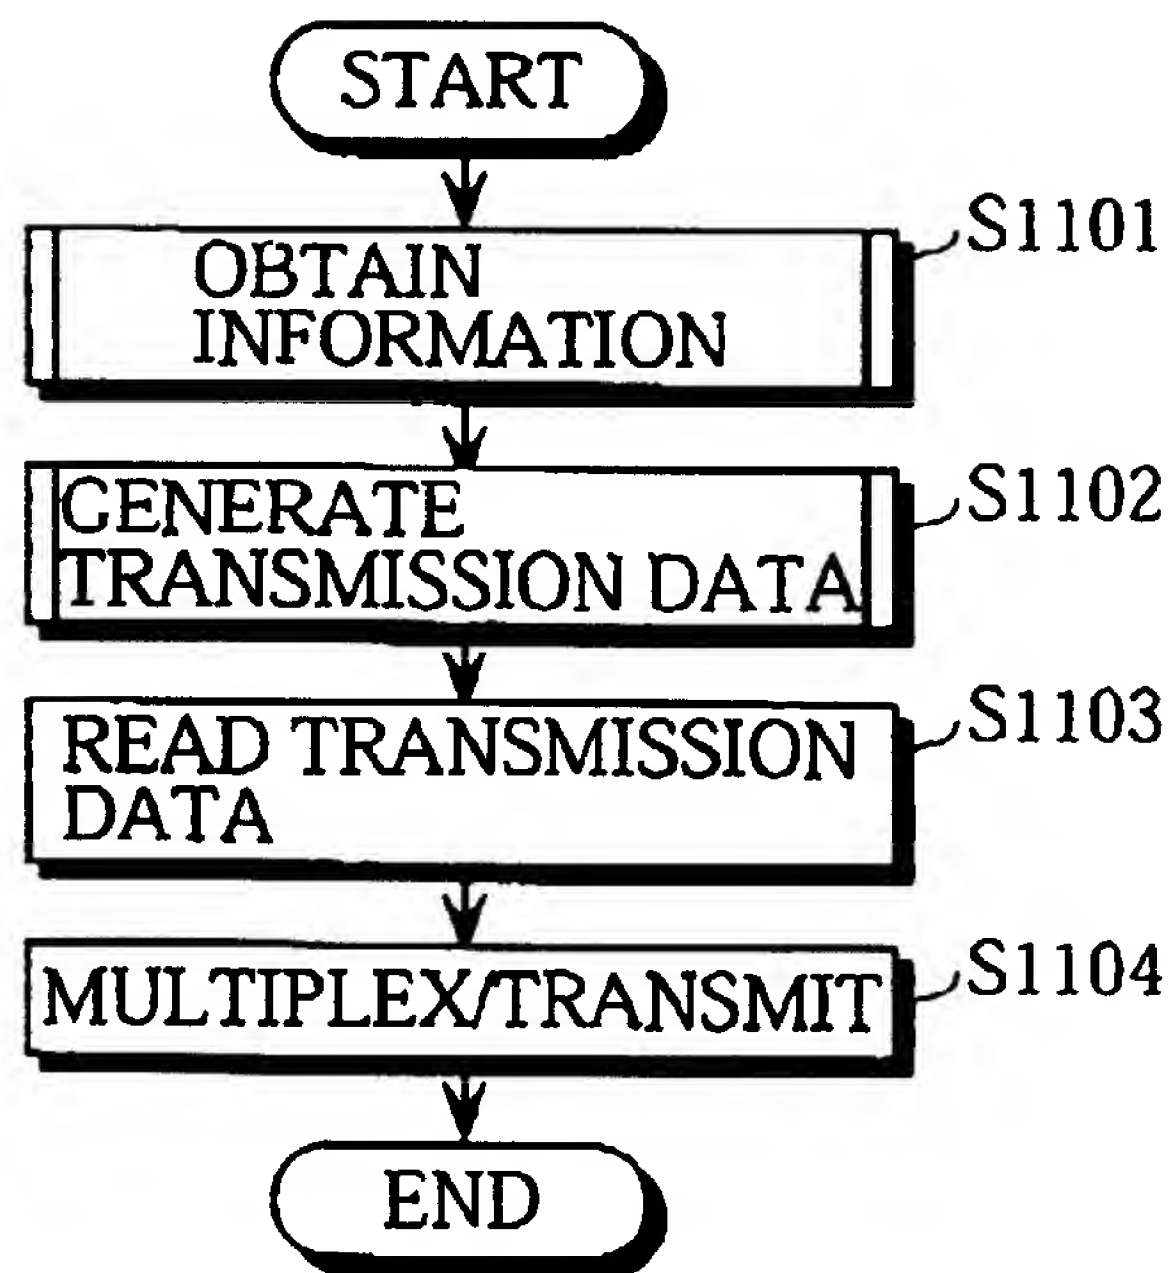 START
S1101
OBTAIN
INFORMATION
S1102
GENERATE
TRANSMISSION DATA
S1103
READ TRANSMISSION
DATA
S1104
MULTIPLEX/TRANSMIT
END